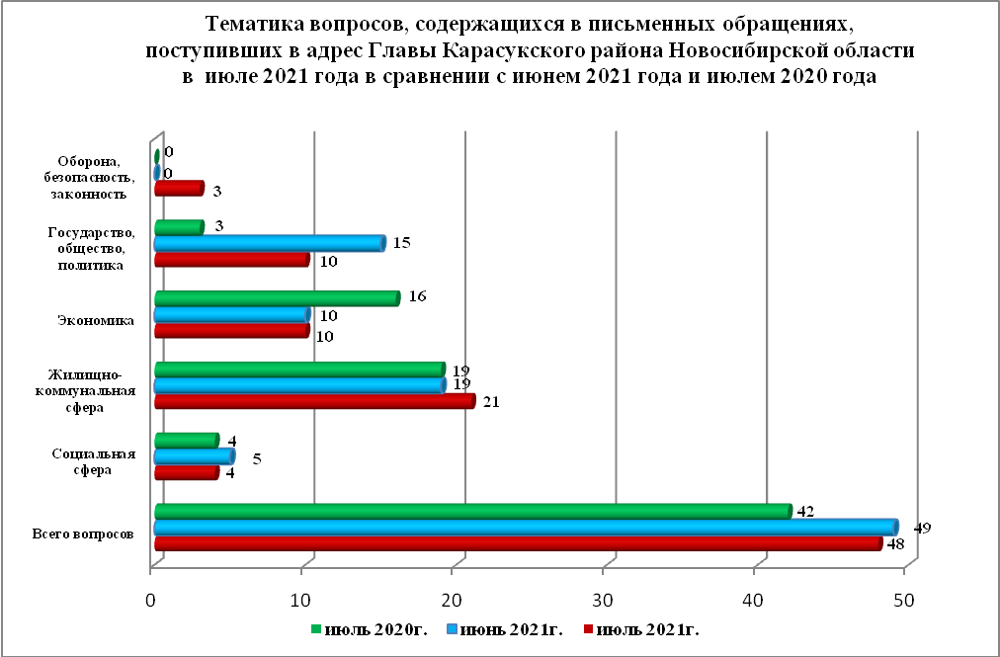 Тематика вопросов, содержащихся в письменных обращениях,
поступивших в адрес Главы Карасукского района Новосибирской области
в июле 2021 года в сравнении с июнем 2021 года и июлем 2020 года
Оборона,
безопасность,
законность
0
0
3
Государство,
общество,
политика
3
15
10
Экономика
16
10
10
Жилищно-
коммунальная
сфера
19
19
21
Социальная
сфера
4
5
4
Всего вопросов
42
49
48
0 10 20 30 40 50
июль 2020г. июнь 2021г. июль 2021г.